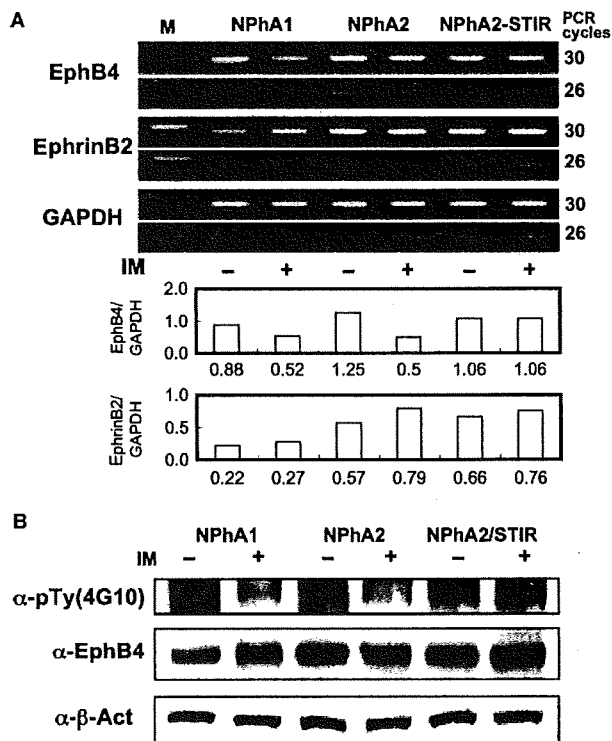 A
M NPhA1 NPhA2 NPhA2-STIR PCR cycles
EphB4 30
26
EphrinB2 30
26
GAPDH 30
26
IM – + – + – +
EphB4/
GAPDH
2.0
1.0
0.0
0.88 0.52 1.25 0.5 1.06 1.06
EphrinB2/
GAPDH
1.0
0.5
0.0
0.22 0.27 0.57 0.79 0.66 0.76
B
NPhA1 NPhA2 NPhA2/STIR
IM – + – + – +
α-pTy(4G10)
α-EphB4
α-β-Act